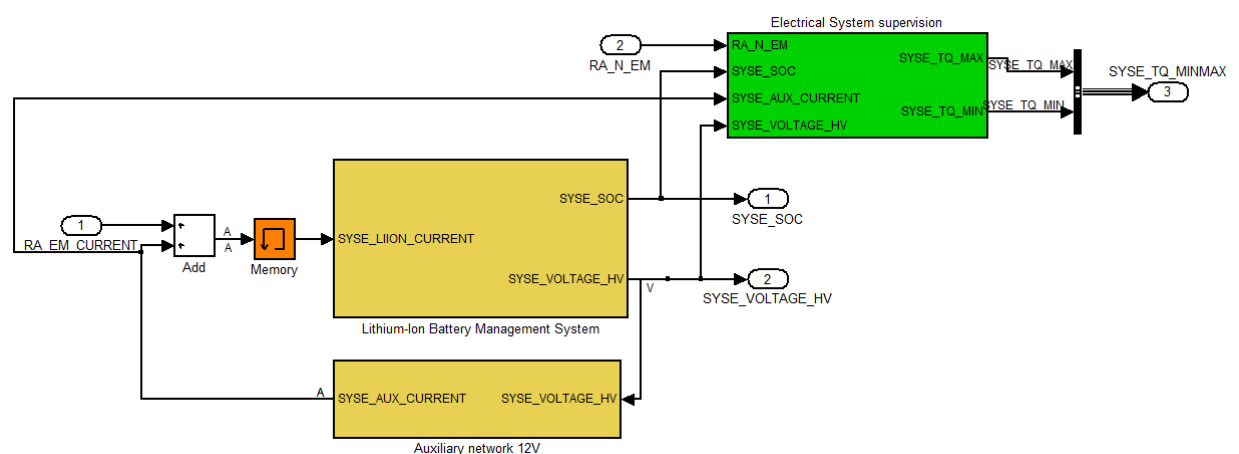 Electrical System supervision
2
RA_N_EM
RA_N_EM
SYSE_SOC
SYSE_AUX_CURRENT
SYSE_VOLTAGE_HV
SYSE_TQ_MAX
SYSE_TQ_MIN
SYSE_TQ_MAX
SYSE_TQ_MIN
SYSE_TQ_MINMAX
3
1
RA_EM_CURRENT
Add
A
A
Memory
SYSE_LIION_CURRENT
SYSE_SOC
SYSE_VOLTAGE_HV
Lithium-Ion Battery Management System
1
SYSE_SOC
V
2
SYSE_VOLTAGE_HV
A
SYSE_AUX_CURRENT
SYSE_VOLTAGE_HV
Auxiliary network 12V